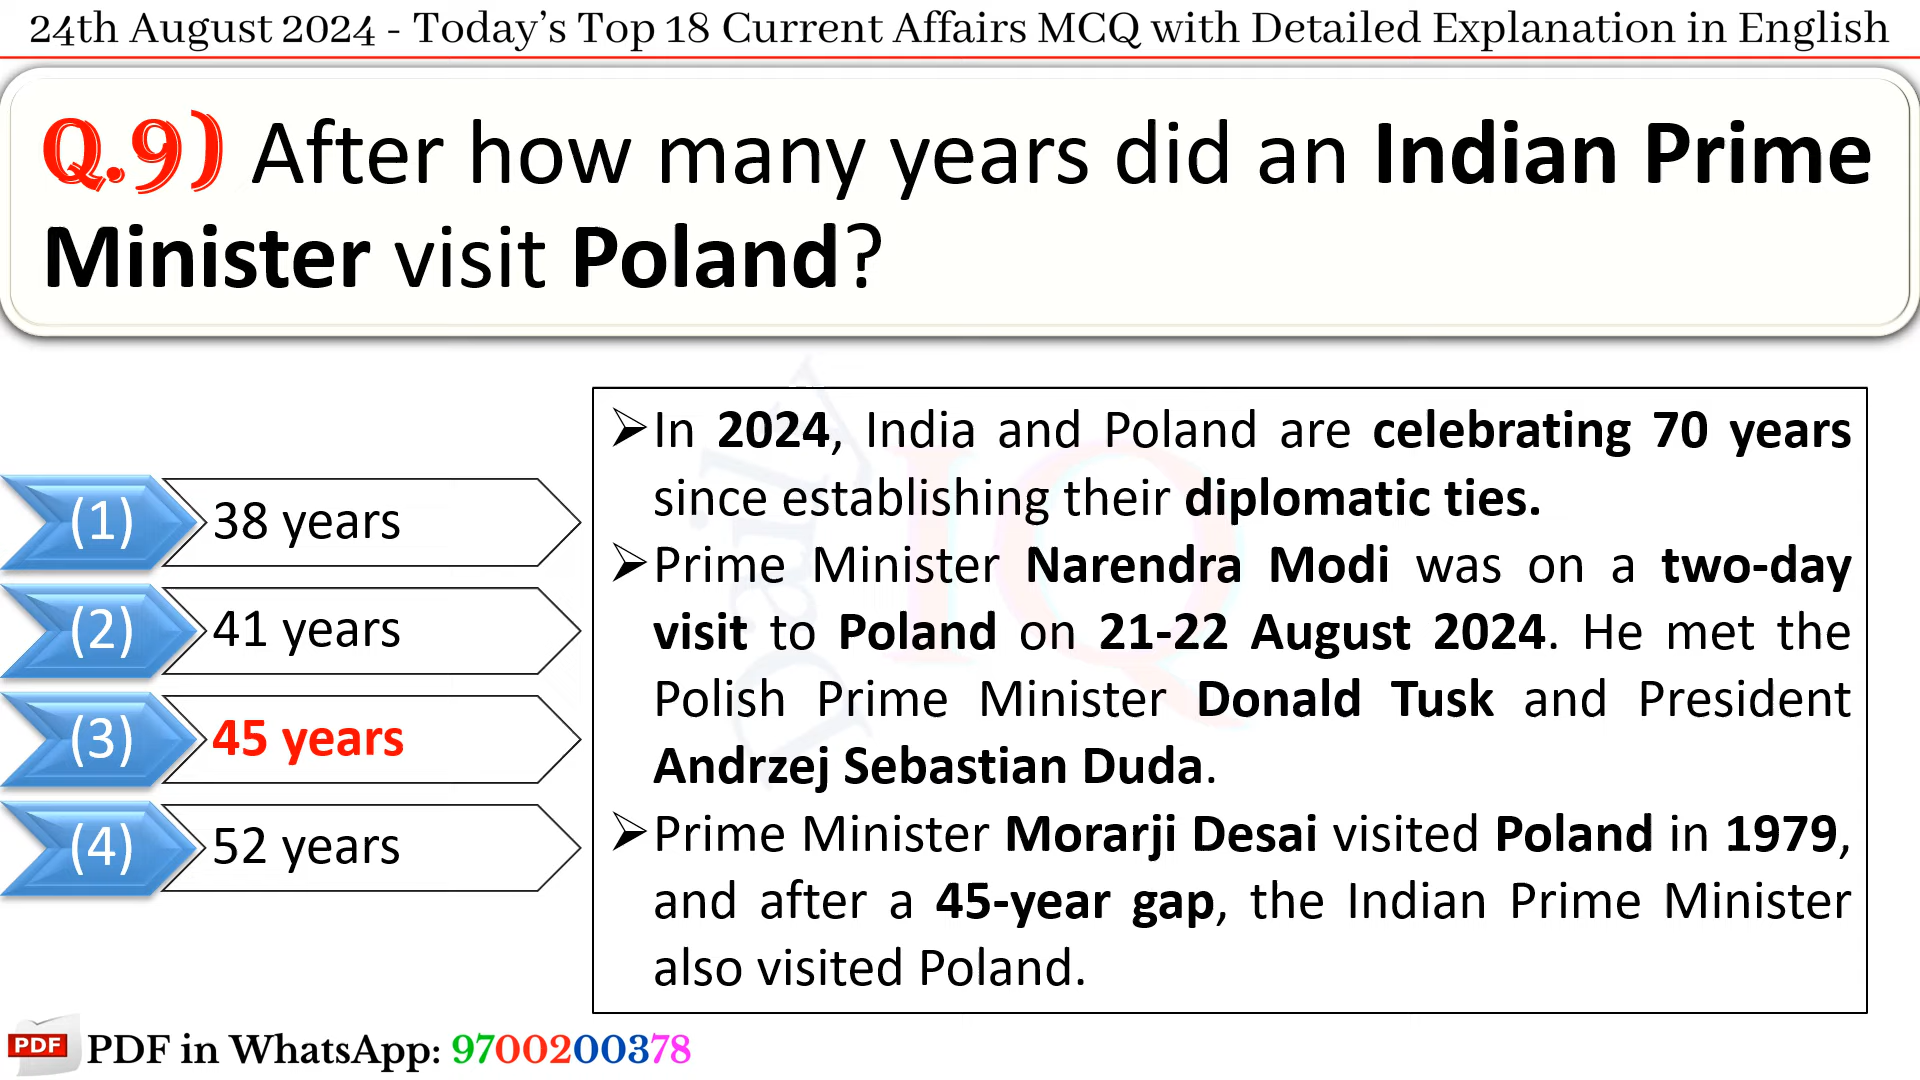 24th August 2024 - Today’s Top 18 Current Affairs MCQ with Detailed Explanation in English
Q.9) After how many years did an Indian Prime
Minister visit Poland?
(1) 38 years
(2) 41 years
(3) 45 years
(4) 52 years
➢In 2024, India and Poland are celebrating 70 years
since establishing their diplomatic ties.
➢Prime Minister Narendra Modi was on a two-day
visit to Poland on 21-22 August 2024. He met the
Polish Prime Minister Donald Tusk and President
Andrzej Sebastian Duda.
➢Prime Minister Morarji Desai visited Poland in 1979,
and after a 45-year gap, the Indian Prime Minister
also visited Poland.
Daily IQ
PDF PDF in WhatsApp: 9700200378